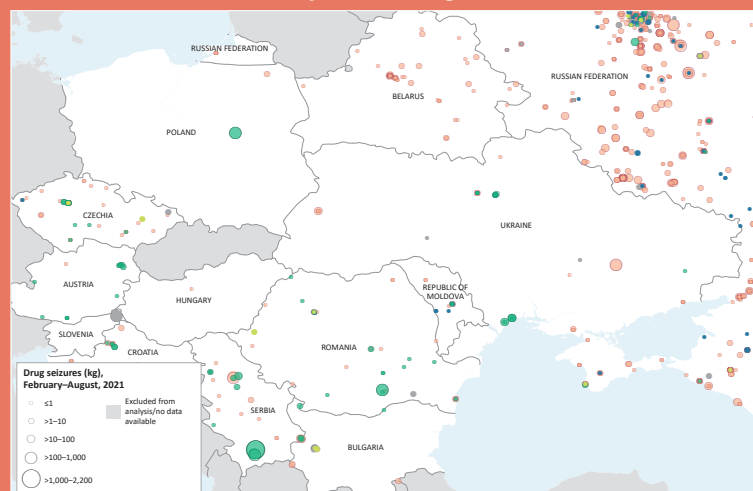 RUSSIAN FEDERATION
RUSSIAN FEDERATION
BELARUS
POLAND
CZECHIA
UKRAINE
AUSTRIA
REPUBLIC OF
MOLDOVA
HUNGARY
SLOVENIA
CROATIA
ROMANIA
SERBIA
BULGARIA
Drug seizures (kg),
February–August, 2021
≤1
>1–10
>10–100
>100–1,000
>1,000–2,200
Excluded from
analysis/no data
available